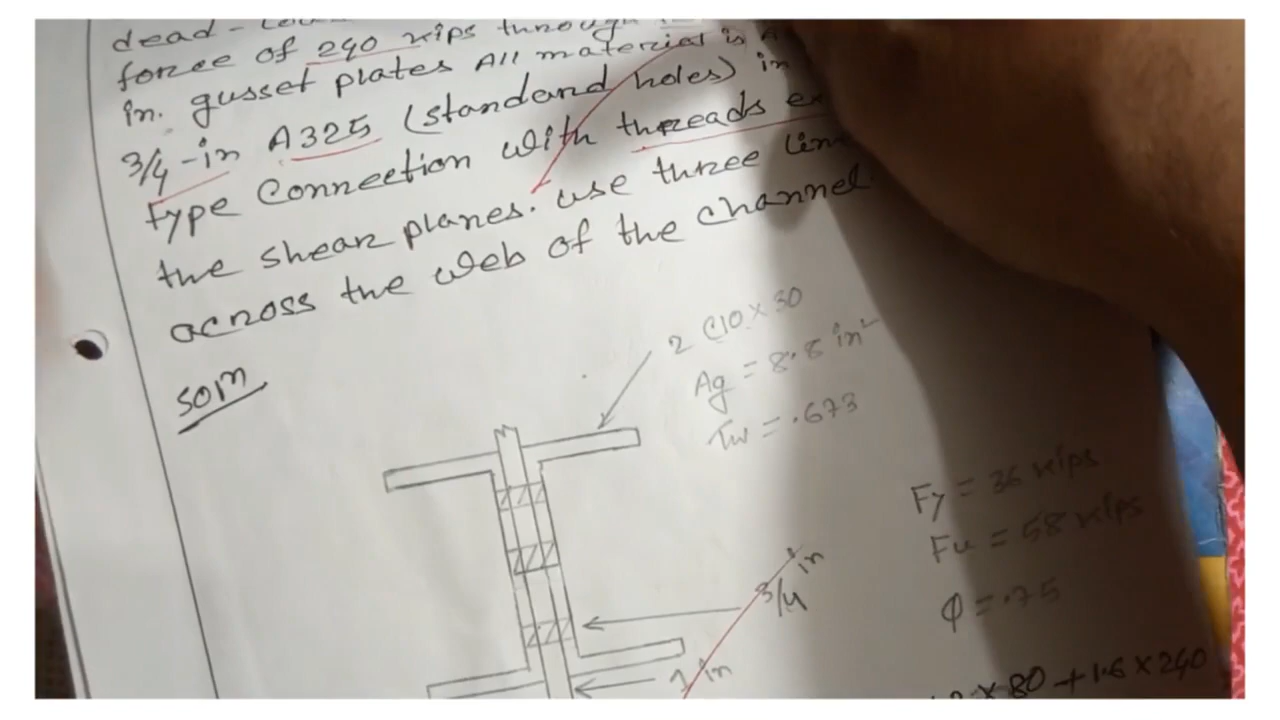 dead-
force of 240 kips through
in. gusset plates All material is A
3/4-in A325 (standard holes) in
type Connection with threads ex
the shear planes. use three lin
across the web of the channel
soln
2 C10 X 30
Ag = 8.8 in²
Tw = .673
Fy = 36 kips
Fu = 58 kips
φ = .75
3/4 in
1 in
X 80 + 1.6 X 240